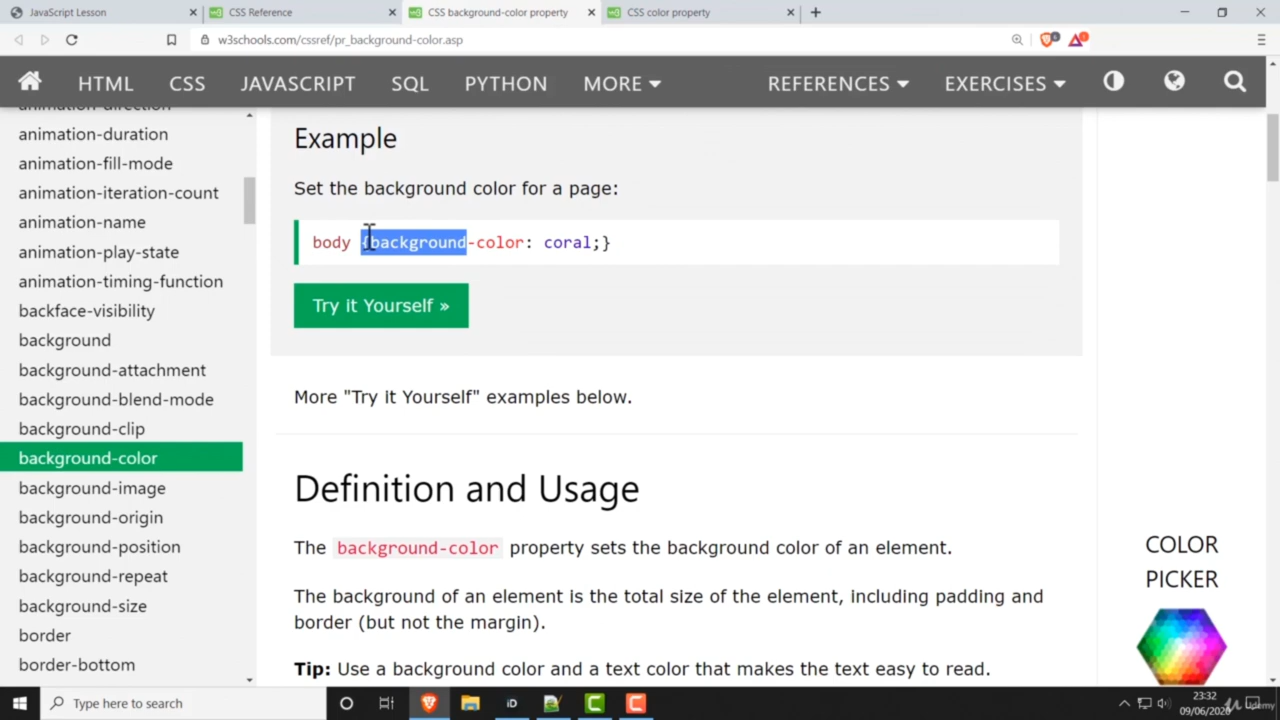 JavaScript Lesson
CSS Reference
CSS background-color property
CSS color property
w3schools.com/cssref/pr_background-color.asp
HTML
CSS
JAVASCRIPT
SQL
PYTHON
MORE
REFERENCES
EXERCISES
animation-direction
animation-duration
animation-fill-mode
animation-iteration-count
animation-name
animation-play-state
animation-timing-function
backface-visibility
background
background-attachment
background-blend-mode
background-clip
background-color
background-image
background-origin
background-position
background-repeat
background-size
border
border-bottom
Example
Set the background color for a page:
body {background-color: coral;}
Try it Yourself »
More "Try it Yourself" examples below.
Definition and Usage
The background-color property sets the background color of an element.
The background of an element is the total size of the element, including padding and
border (but not the margin).
Tip: Use a background color and a text color that makes the text easy to read.
COLOR
PICKER
Type here to search
iD
23:32
09/06/2020
Udemy